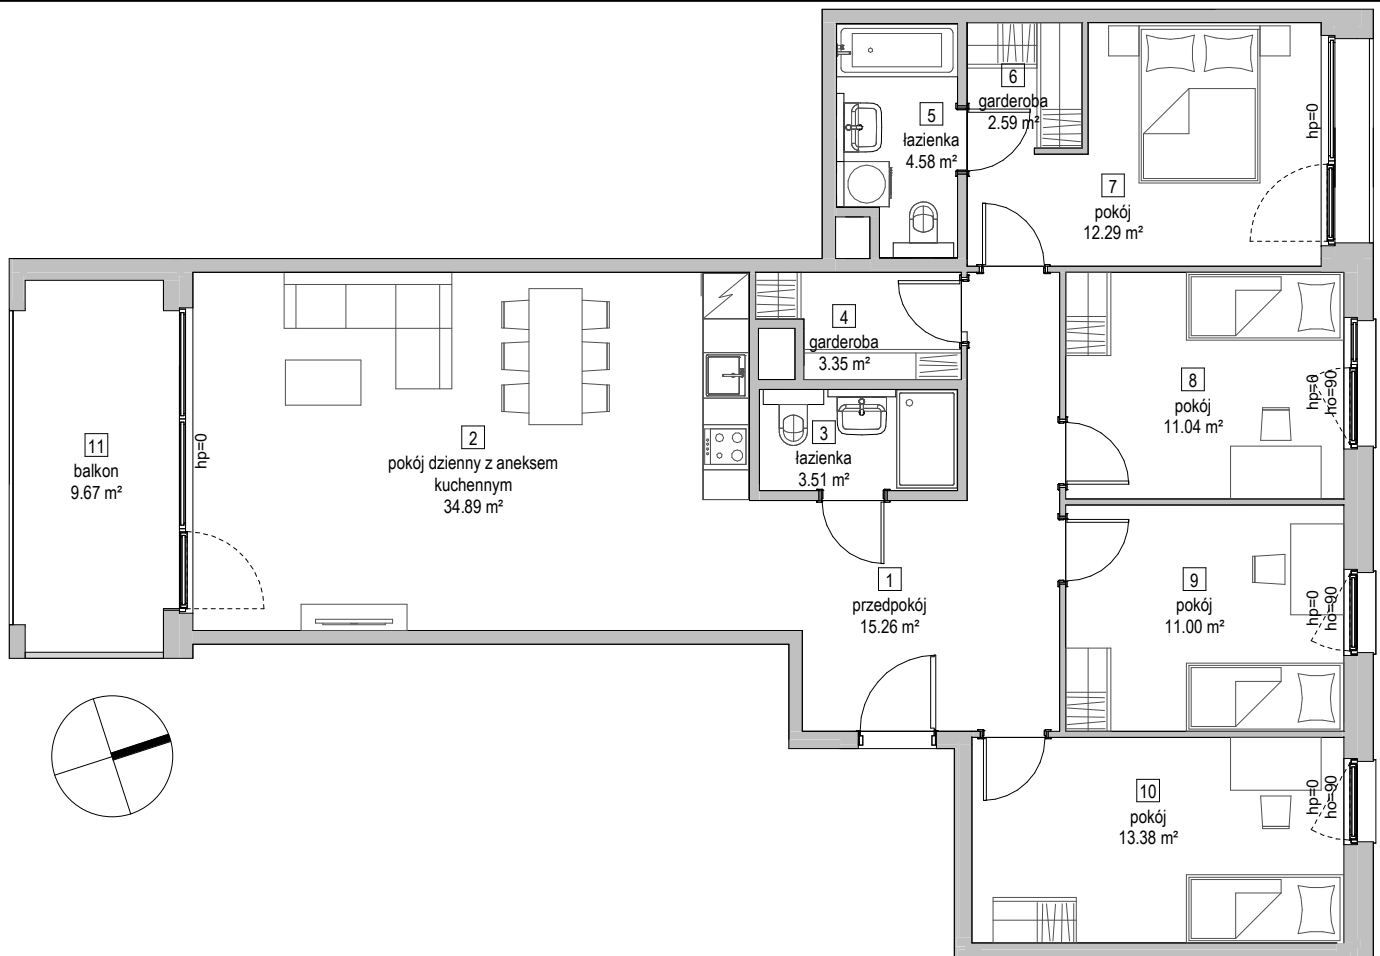 6
garderoba
2.59 m²
5
łazienka
4.58 m²
7
pokój
12.29 m²
hp=0
4
garderoba
3.35 m²
8
pokój
11.04 m²
hp=0
ho=90
11
balkon
9.67 m²
hp=0
2
pokój dzienny z aneksem
kuchennym
34.89 m²
3
łazienka
3.51 m²
1
przedpokój
15.26 m²
9
pokój
11.00 m²
hp=0
ho=90
10
pokój
13.38 m²
hp=0
ho=90